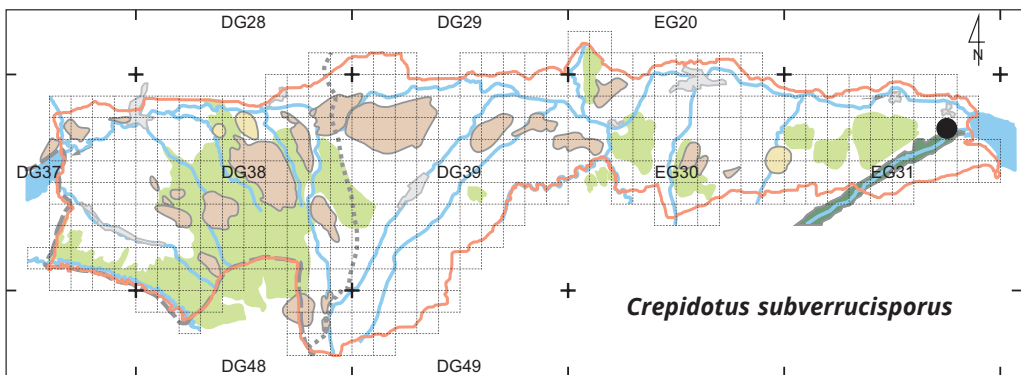 DG28 DG29 EG20
N
DG37 DG38 DG39 EG30 EG31
Crepidotus subverrucisporus
DG48 DG49